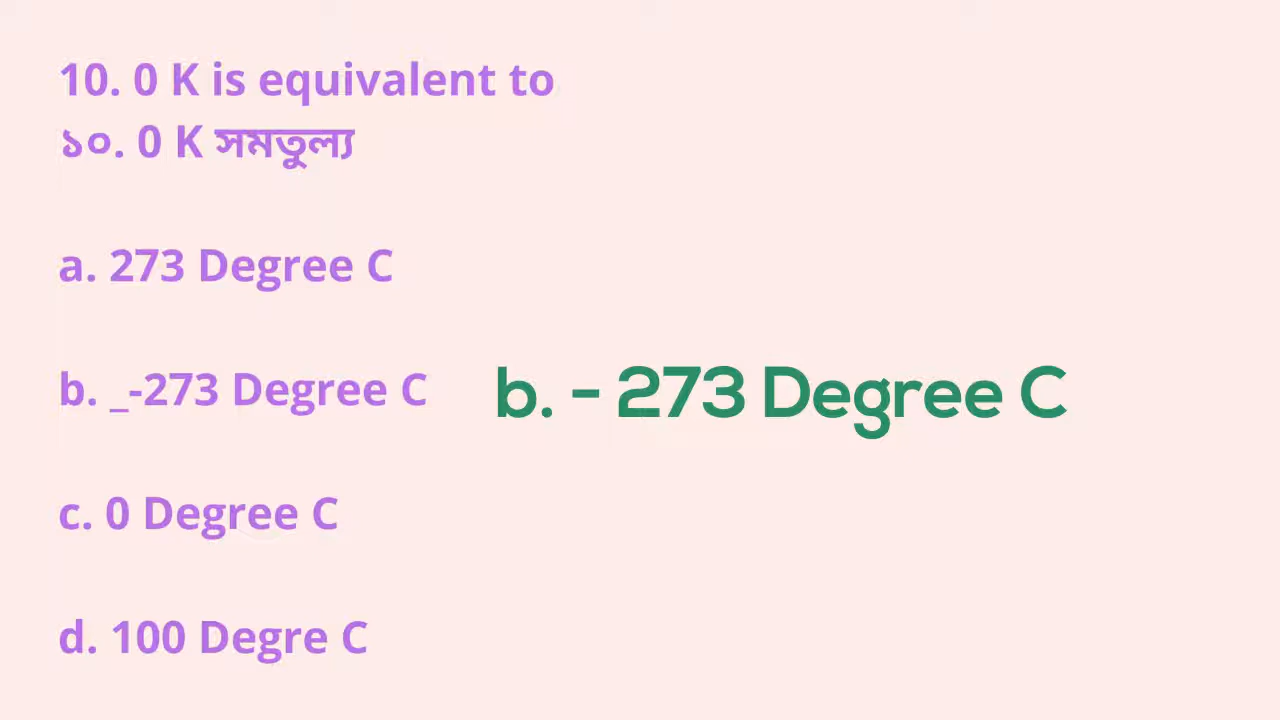 10. 0 K is equivalent to
১০. 0 K সমতুল্য
a. 273 Degree C
b. _-273 Degree C
b. - 273 Degree C
c. 0 Degree C
d. 100 Degre C